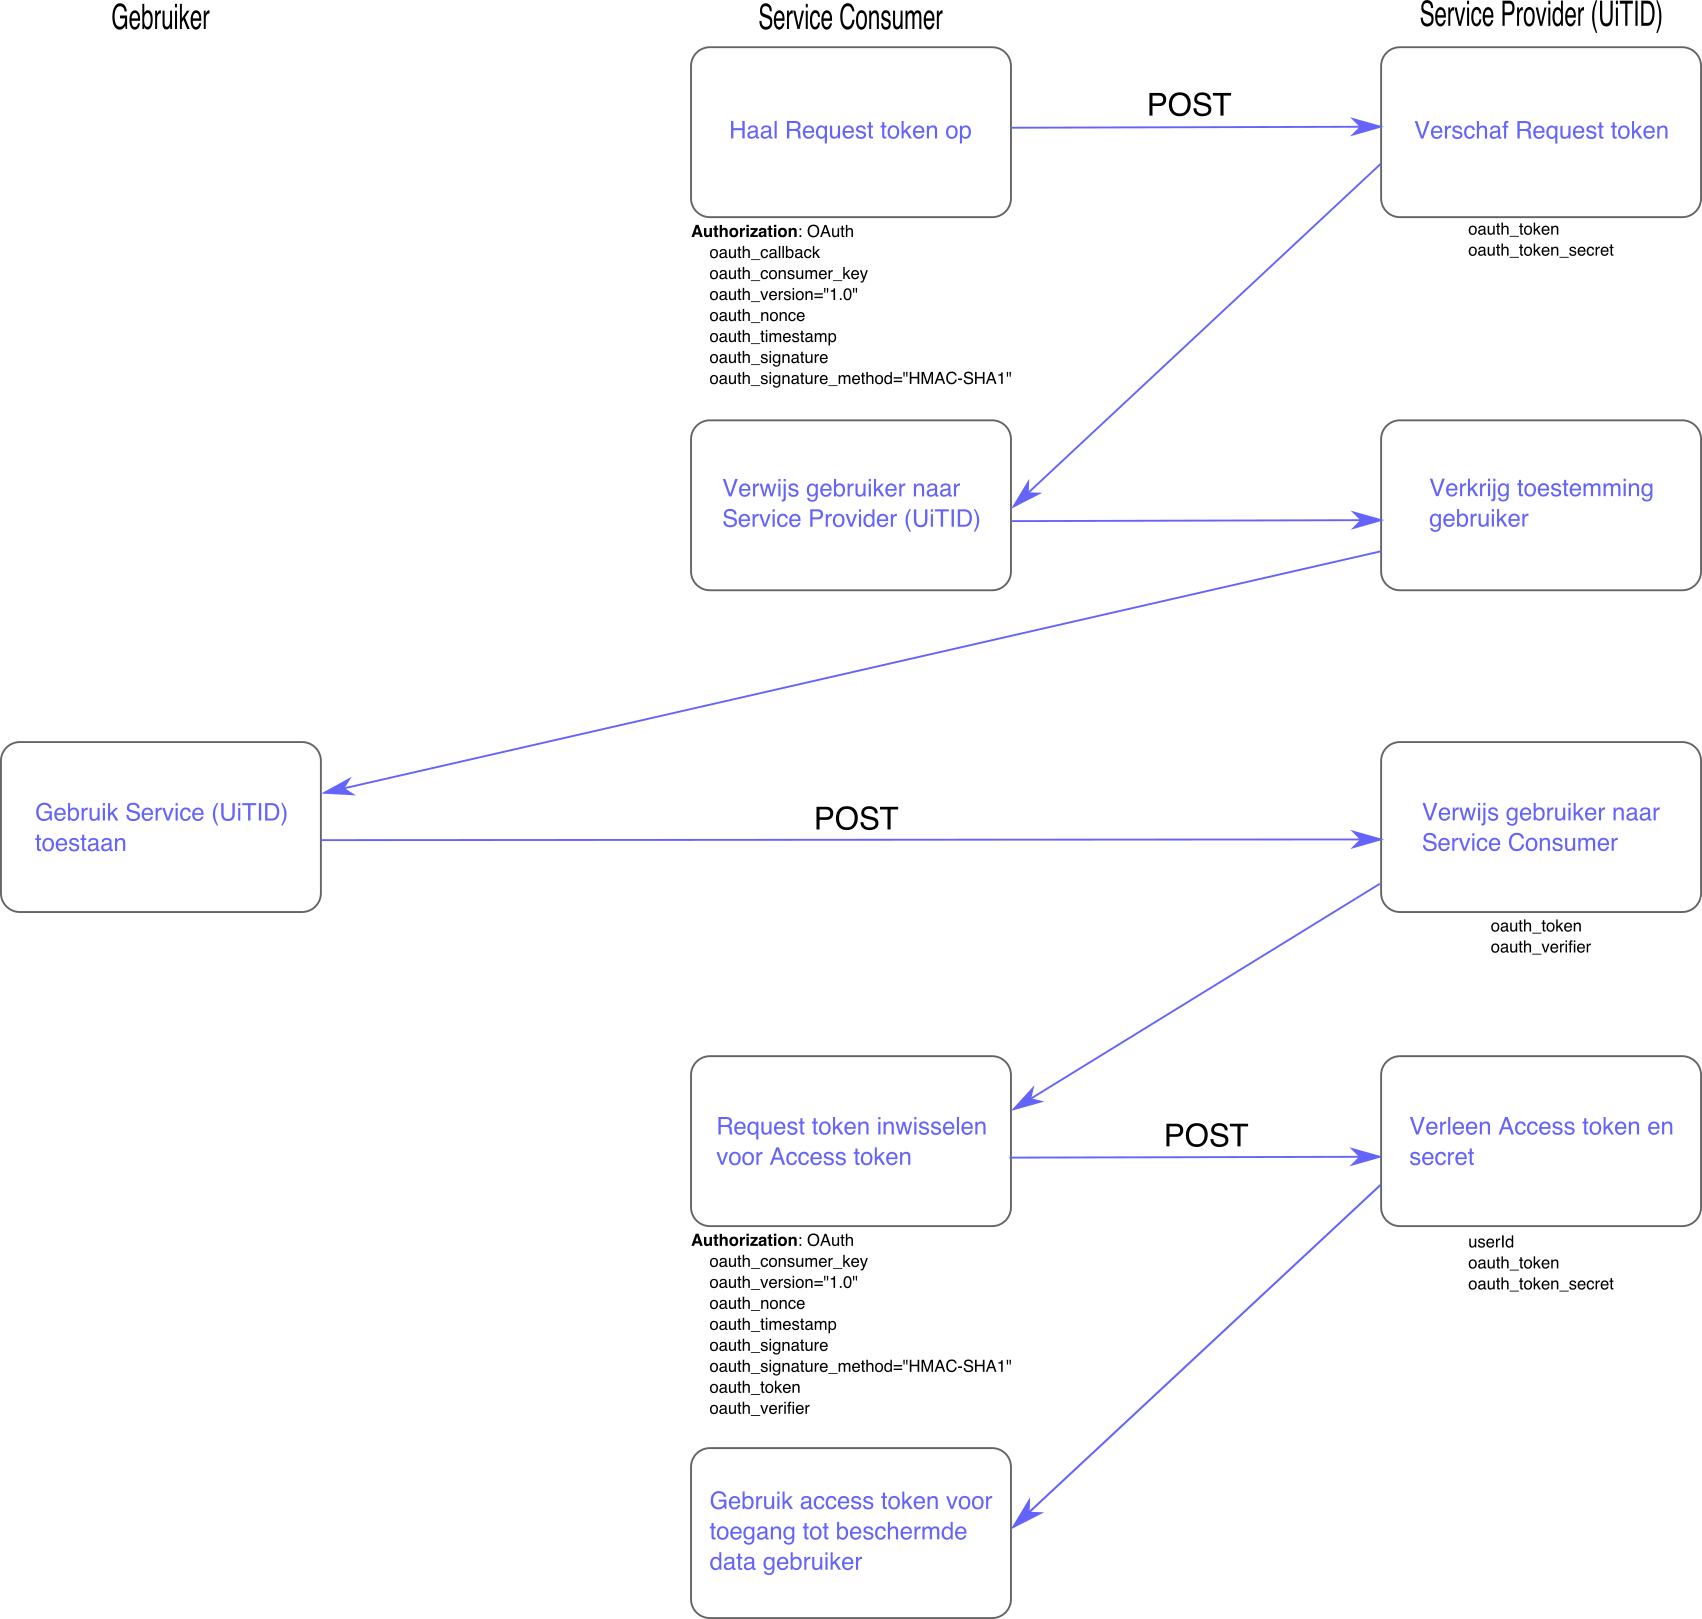 Gebruiker
Service Consumer
Service Provider (UiTID)
Haal Request token op
POST
Verschaf Request token
Authorization: OAuth
oauth_callback
oauth_consumer_key
oauth_version="1.0"
oauth_nonce
oauth_timestamp
oauth_signature
oauth_signature_method="HMAC-SHA1"
oauth_token
oauth_token_secret
Verwijs gebruiker naar
Service Provider (UiTID)
Verkrijg toestemming
gebruiker
Gebruik Service (UiTID)
toestaan
POST
Verwijs gebruiker naar
Service Consumer
oauth_token
oauth_verifier
Request token inwisselen
voor Access token
POST
Verleen Access token en
secret
Authorization: OAuth
oauth_consumer_key
oauth_version="1.0"
oauth_nonce
oauth_timestamp
oauth_signature
oauth_signature_method="HMAC-SHA1"
oauth_token
oauth_verifier
userId
oauth_token
oauth_token_secret
Gebruik access token voor
toegang tot beschermde
data gebruiker